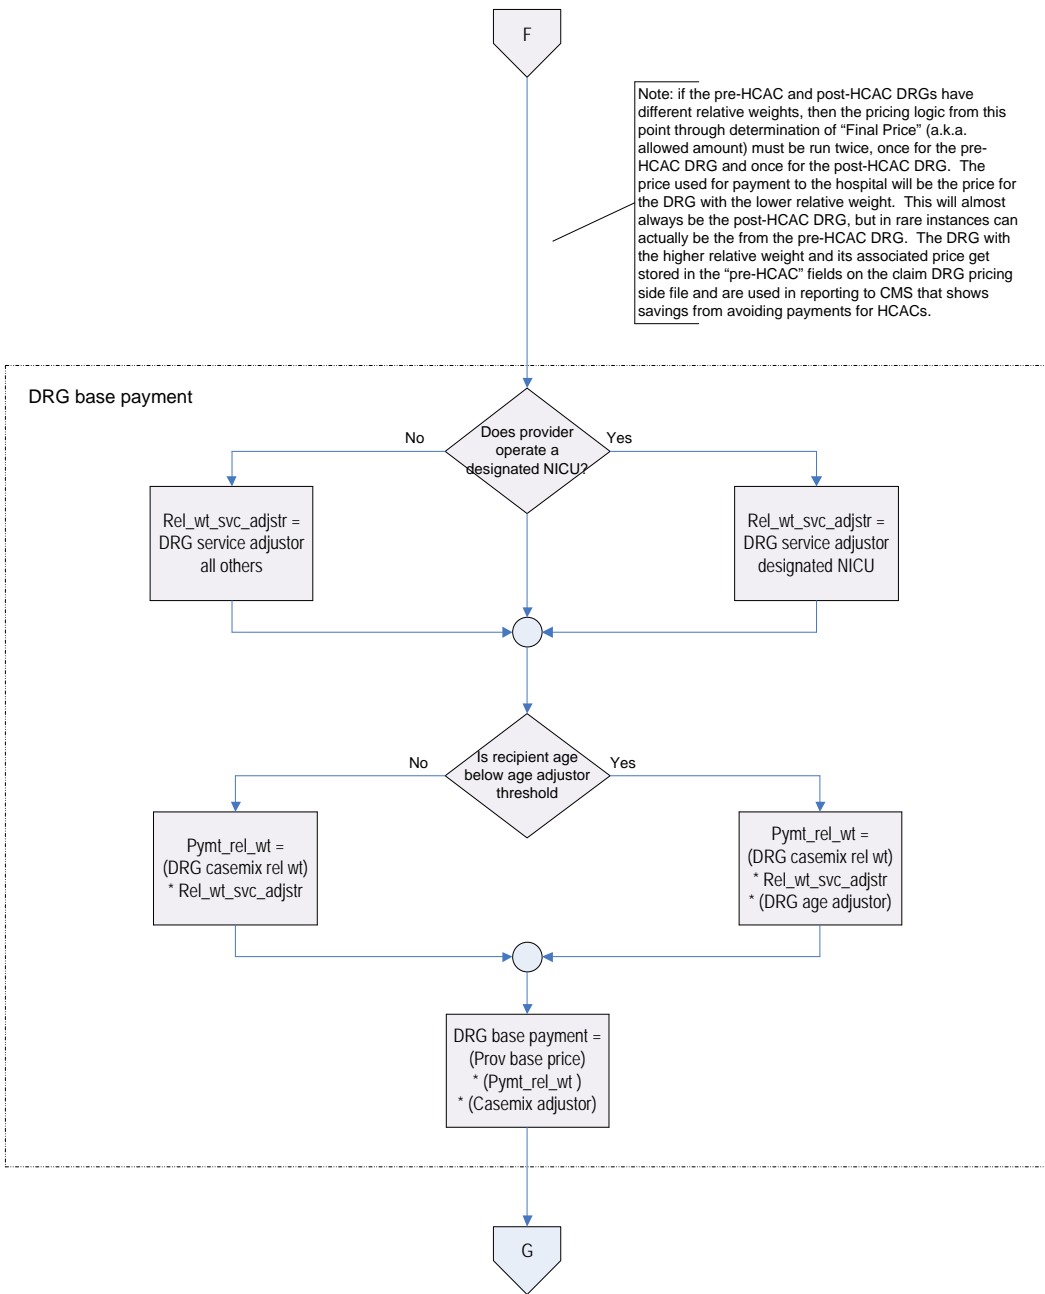 F
Note: if the pre-HCAC and post-HCAC DRGs have
different relative weights, then the pricing logic from this
point through determination of “Final Price” (a.k.a.
allowed amount) must be run twice, once for the pre-
HCAC DRG and once for the post-HCAC DRG.  The
price used for payment to the hospital will be the price for
the DRG with the lower relative weight.  This will almost
always be the post-HCAC DRG, but in rare instances can
actually be the from the pre-HCAC DRG.  The DRG with
the higher relative weight and its associated price get
stored in the “pre-HCAC” fields on the claim DRG pricing
side file and are used in reporting to CMS that shows
savings from avoiding payments for HCACs.
DRG base payment
Does provider
operate a
designated NICU?
No
Yes
Rel_wt_svc_adjstr =
DRG service adjustor
all others
Rel_wt_svc_adjstr =
DRG service adjustor
designated NICU
Is recipient age
below age adjustor
threshold
No
Yes
Pymt_rel_wt =
(DRG casemix rel wt)
* Rel_wt_svc_adjstr
Pymt_rel_wt =
(DRG casemix rel wt)
* Rel_wt_svc_adjstr
* (DRG age adjustor)
DRG base payment =
(Prov base price)
* (Pymt_rel_wt )
* (Casemix adjustor)
G